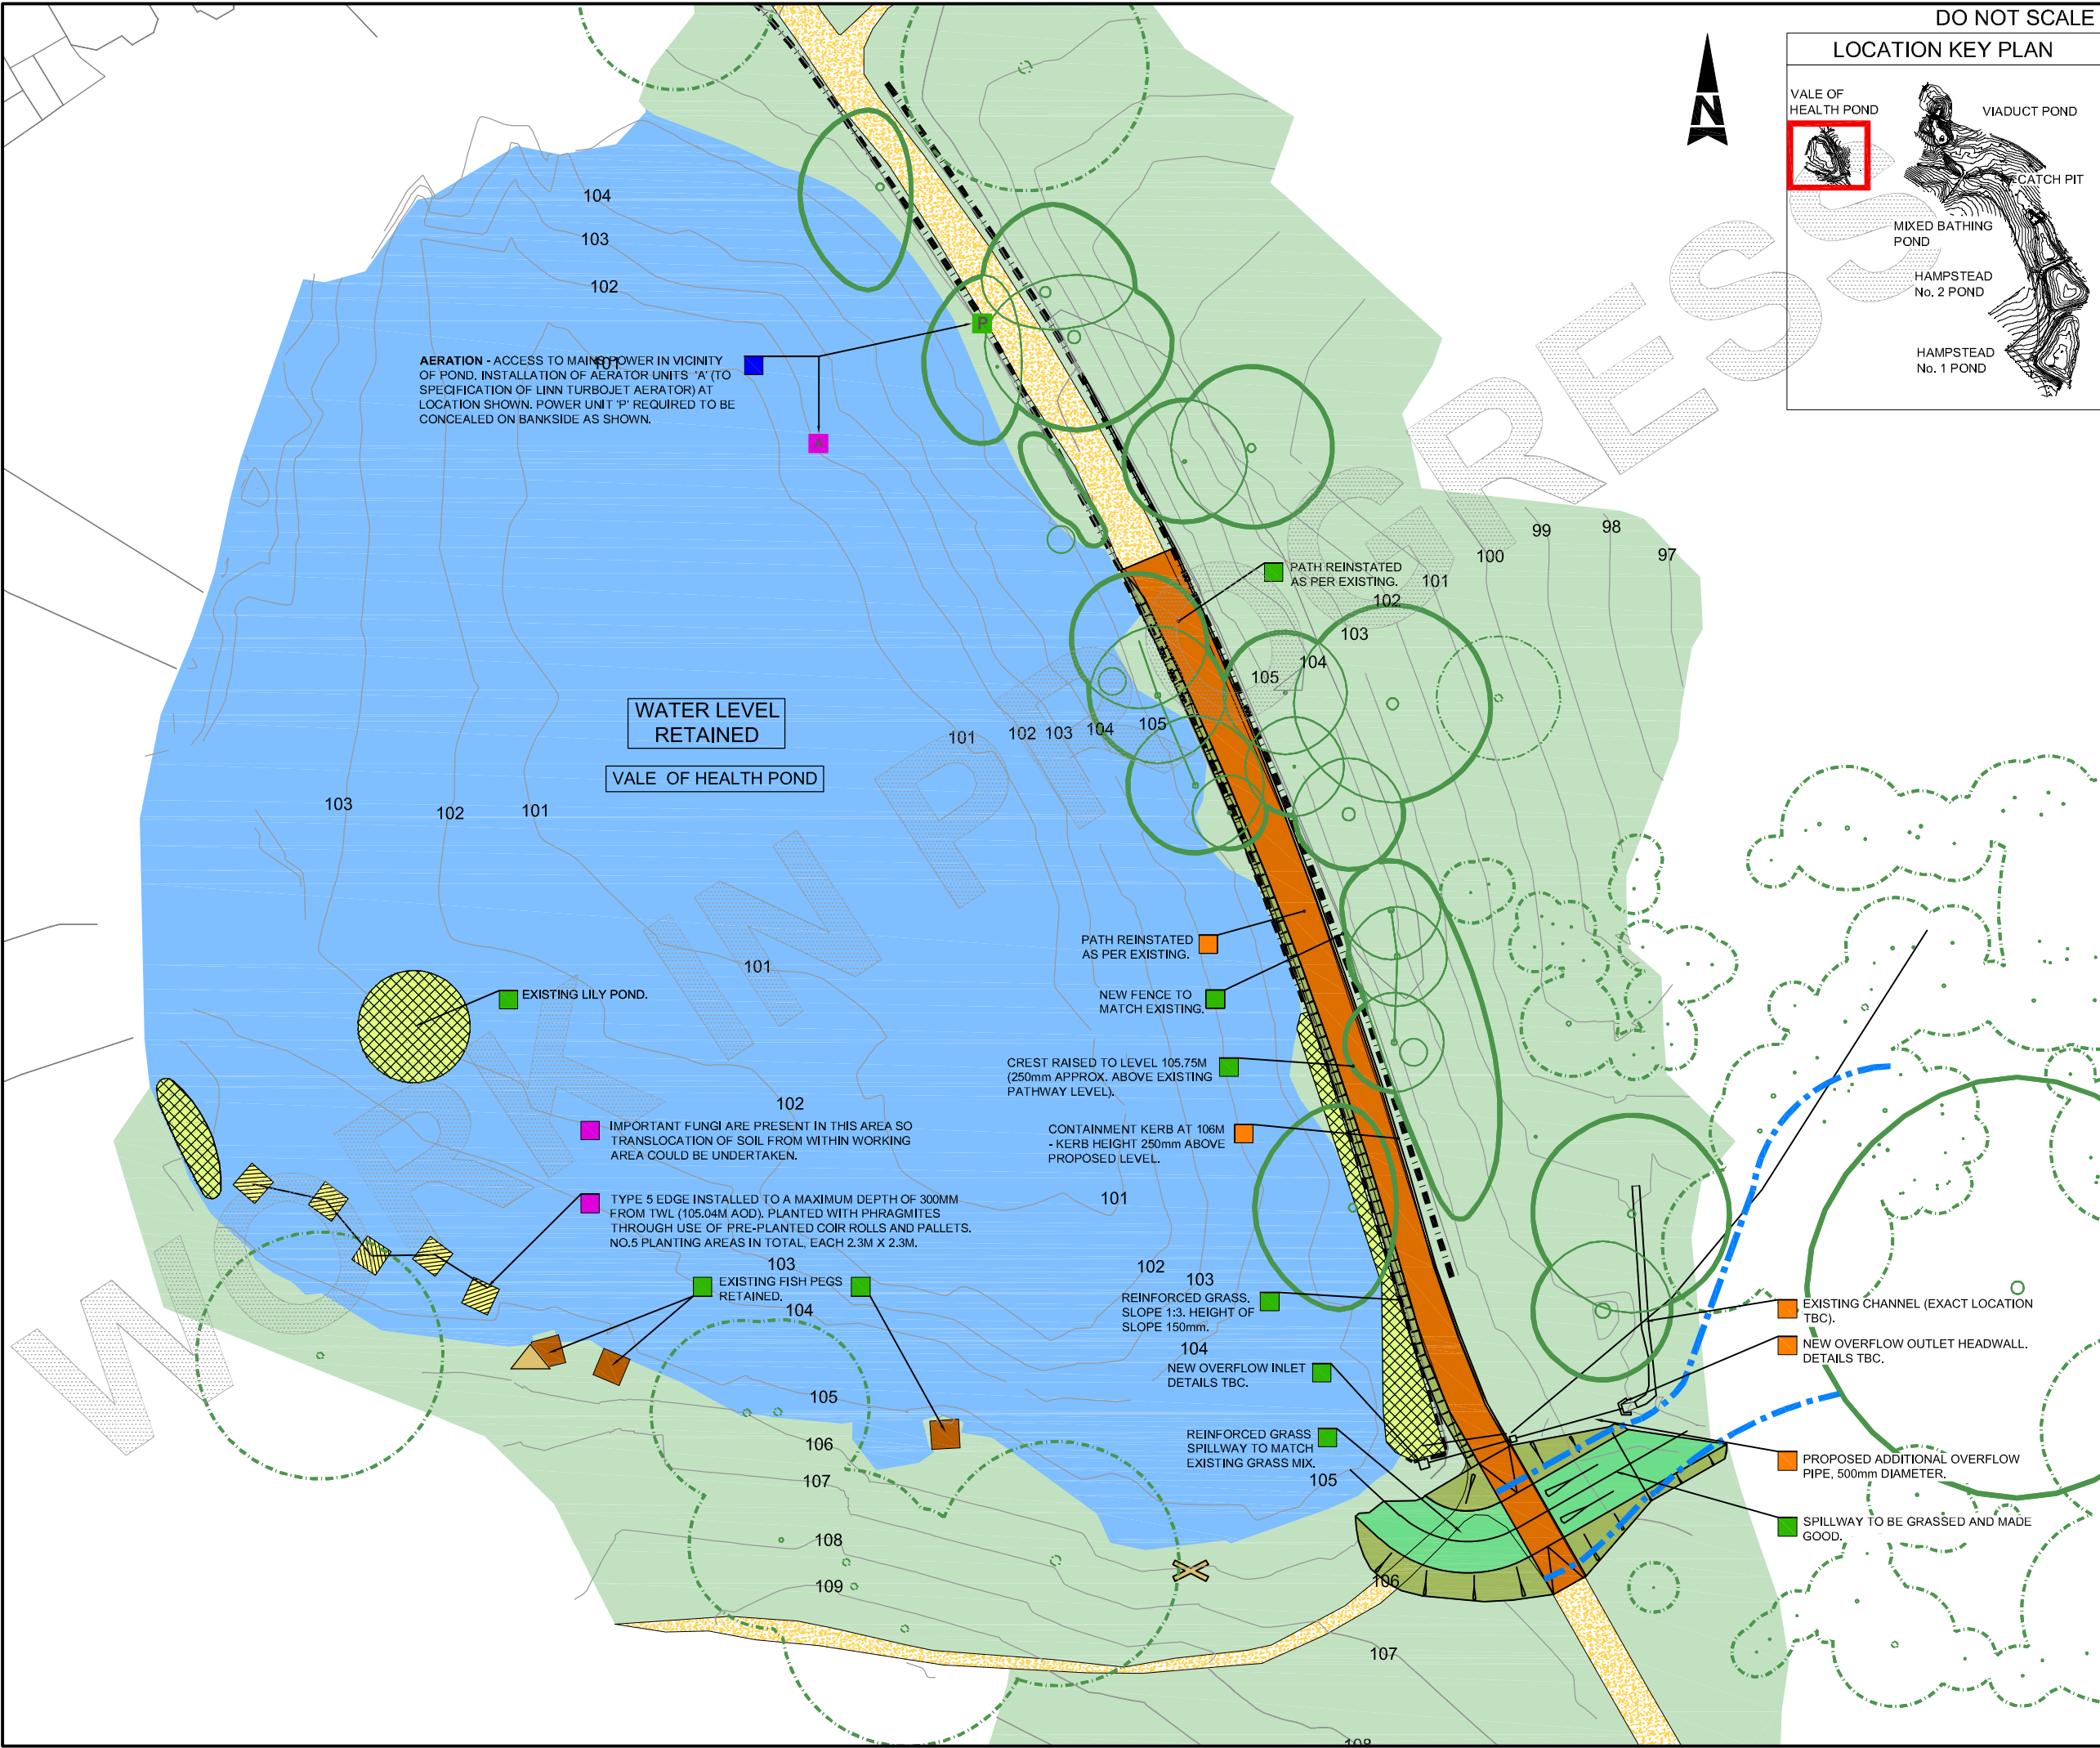 DO NOT SCALE
LOCATION KEY PLAN
N
VALE OF
HEALTH POND
VIADUCT POND
CATCH PIT
MIXED BATHING
POND
HAMPSTEAD
No. 2 POND
HAMPSTEAD
No. 1 POND
WORK IN PROGRESS
104
103
102
101
AERATION - ACCESS TO MAINS POWER IN VICINITY
OF POND. INSTALLATION OF AERATOR UNITS 'A' (TO
SPECIFICATION OF LINN TURBOJET AERATOR) AT
LOCATION SHOWN. POWER UNIT 'P' REQUIRED TO BE
CONCEALED ON BANKSIDE AS SHOWN.
P
A
PATH REINSTATED
AS PER EXISTING.
97
98
99
100
101
102
103
104
105
WATER LEVEL
RETAINED
VALE OF HEALTH POND
101 102 103 104 105
103 102 101
PATH REINSTATED
AS PER EXISTING.
101
EXISTING LILY POND.
NEW FENCE TO
MATCH EXISTING.
CREST RAISED TO LEVEL 105.75M
(250mm APPROX. ABOVE EXISTING
PATHWAY LEVEL).
102
IMPORTANT FUNGI ARE PRESENT IN THIS AREA SO
TRANSLOCATION OF SOIL FROM WITHIN WORKING
AREA COULD BE UNDERTAKEN.
CONTAINMENT KERB AT 106M
- KERB HEIGHT 250mm ABOVE
PROPOSED LEVEL.
101
TYPE 5 EDGE INSTALLED TO A MAXIMUM DEPTH OF 300MM
FROM TWL (105.04M AOD). PLANTED WITH PHRAGMITES
THROUGH USE OF PRE-PLANTED COIR ROLLS AND PALLETS.
NO.5 PLANTING AREAS IN TOTAL, EACH 2.3M X 2.3M.
103
EXISTING FISH PEGS
RETAINED.
104
102
103
REINFORCED GRASS.
SLOPE 1:3. HEIGHT OF
SLOPE 150mm.
104
NEW OVERFLOW INLET
DETAILS TBC.
EXISTING CHANNEL (EXACT LOCATION
TBC).
NEW OVERFLOW OUTLET HEADWALL.
DETAILS TBC.
105
106
107
108
109
REINFORCED GRASS
SPILLWAY TO MATCH
EXISTING GRASS MIX.
105
PROPOSED ADDITIONAL OVERFLOW
PIPE, 500mm DIAMETER.
SPILLWAY TO BE GRASSED AND MADE
GOOD.
106
107
108